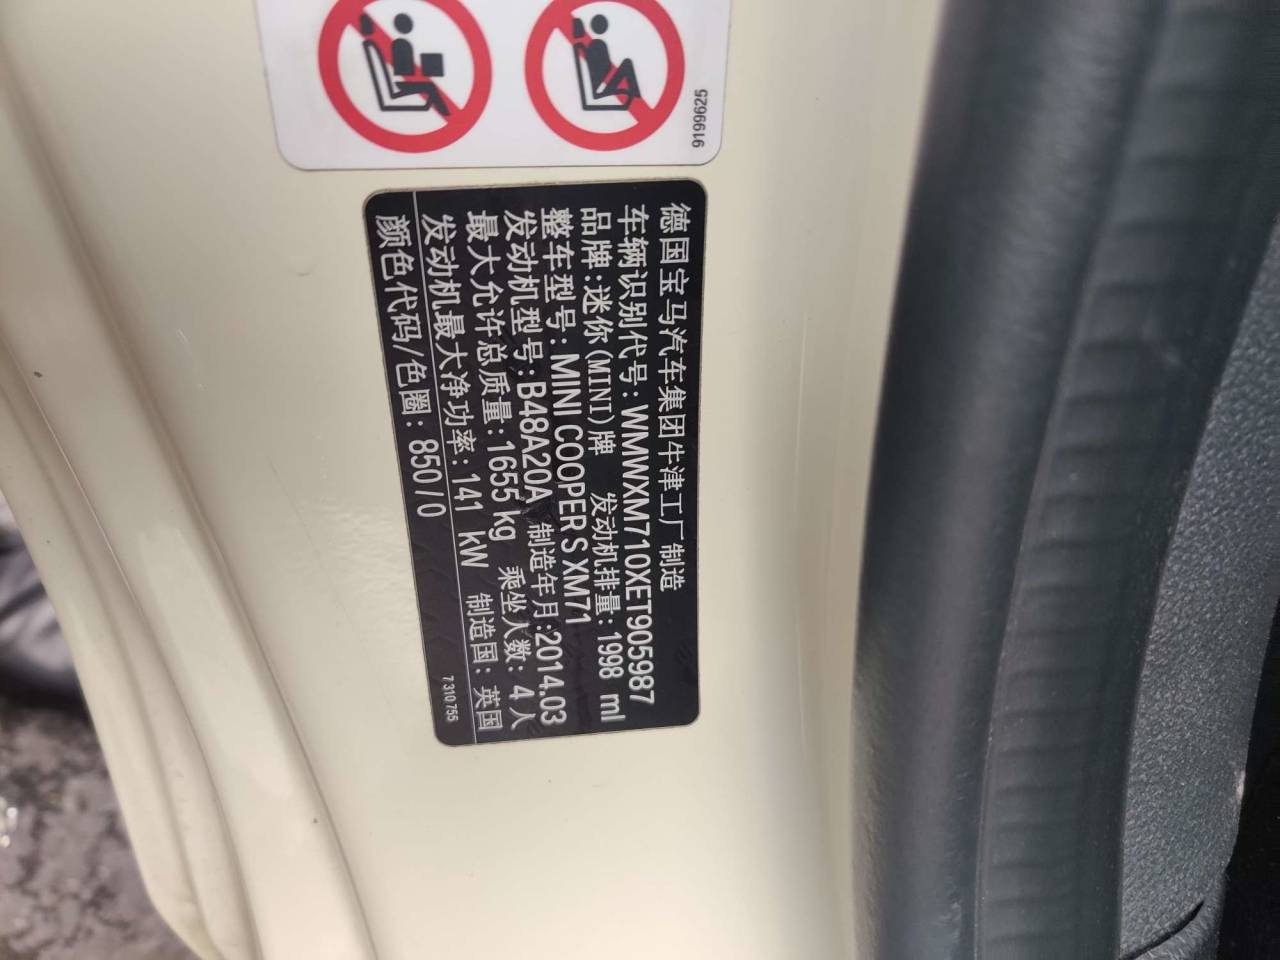 9199625
德国宝马汽车集团牛津工厂制造
车辆识别代号:WMWXM710XET905987
品牌:迷你(MINI)牌 发动机排量:1998 ml
整车型号:MINI COOPER S XM71
发动机型号:B48A20A 制造年月:2014.03
最大允许总质量:1655 kg 乘坐人数: 4人
发动机最大净功率:141 kW 制造国:英国
颜色代码/色圈: 850/0 7 310 755